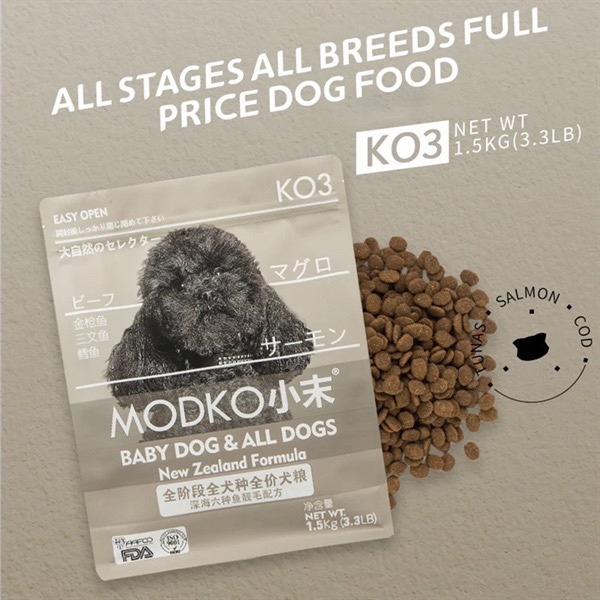 ALL STAGES ALL BREEDS FULL
PRICE DOG FOOD
KO3
NET WT
1.5KG(3.3LB)
EASY OPEN
KO3
大自然のセレクター
ビーフ
マグロ
金枪鱼
三文鱼
鳕鱼
サーモン
MODKO小末®
BABY DOG & ALL DOGS
New Zealand Formula
全阶段全犬种全价犬粮
深海六种鱼靓毛配方
净含量
NET WT.
1.5Kg (3.3LB)
AAFCO
FDA
ISO
9001
TUNAS · SALMON · COD